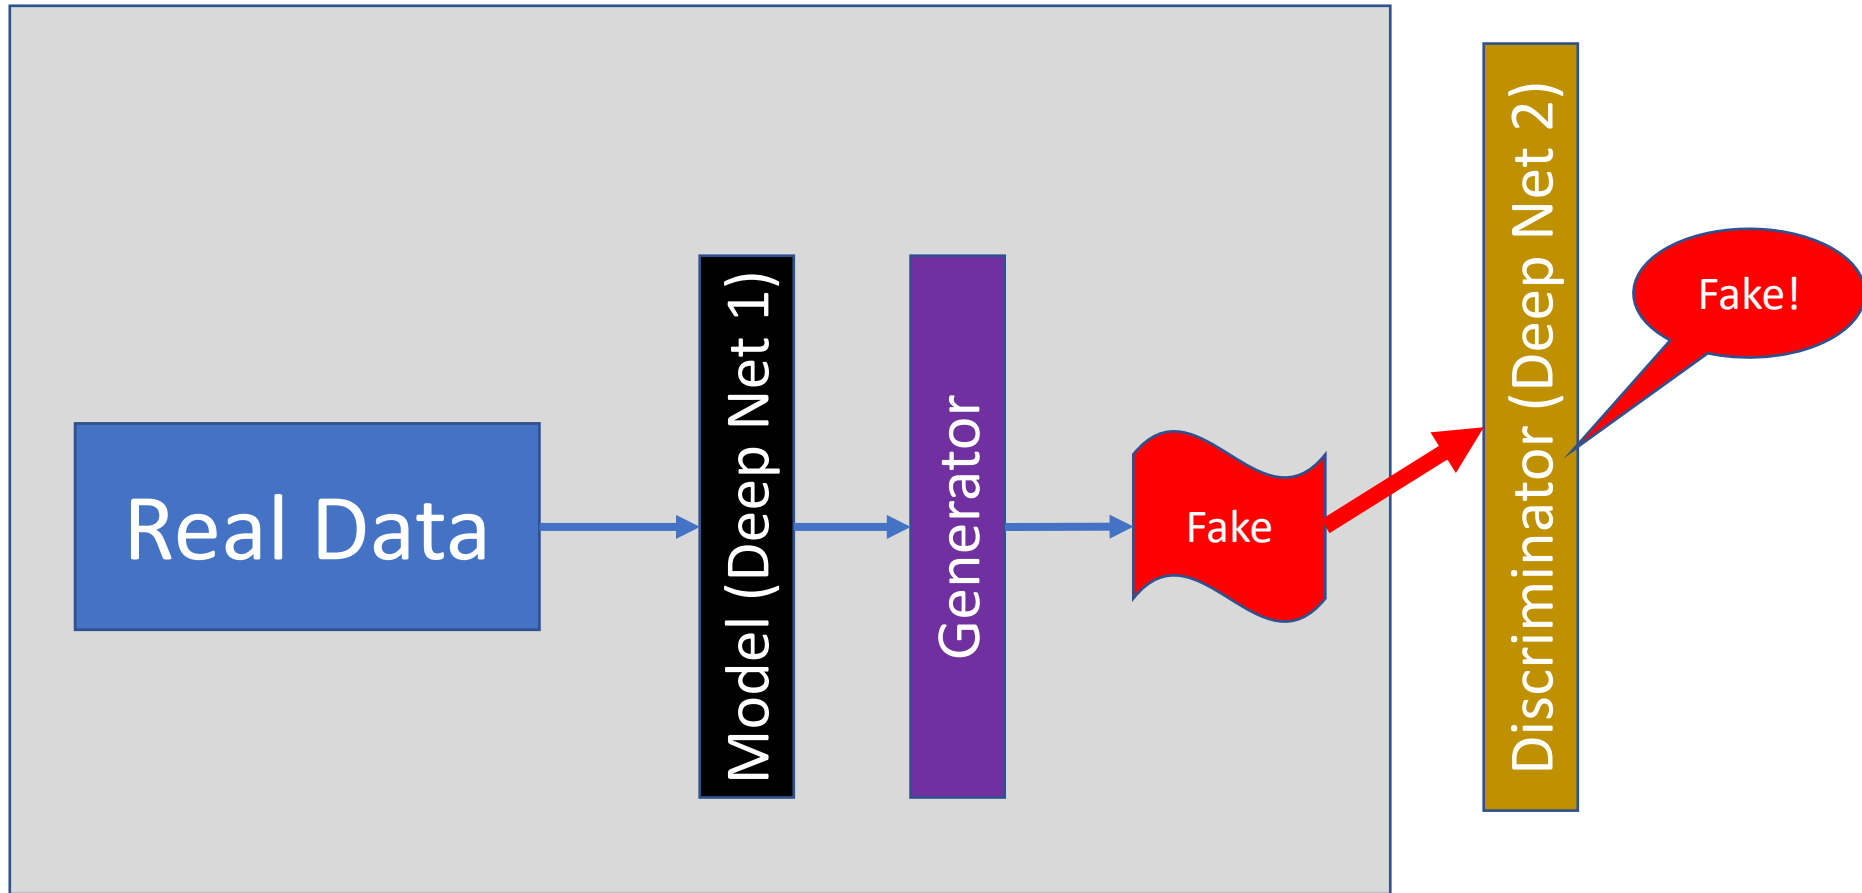 Real Data
Model (Deep Net 1)
Generator
Fake
Discriminator (Deep Net 2)
Fake!